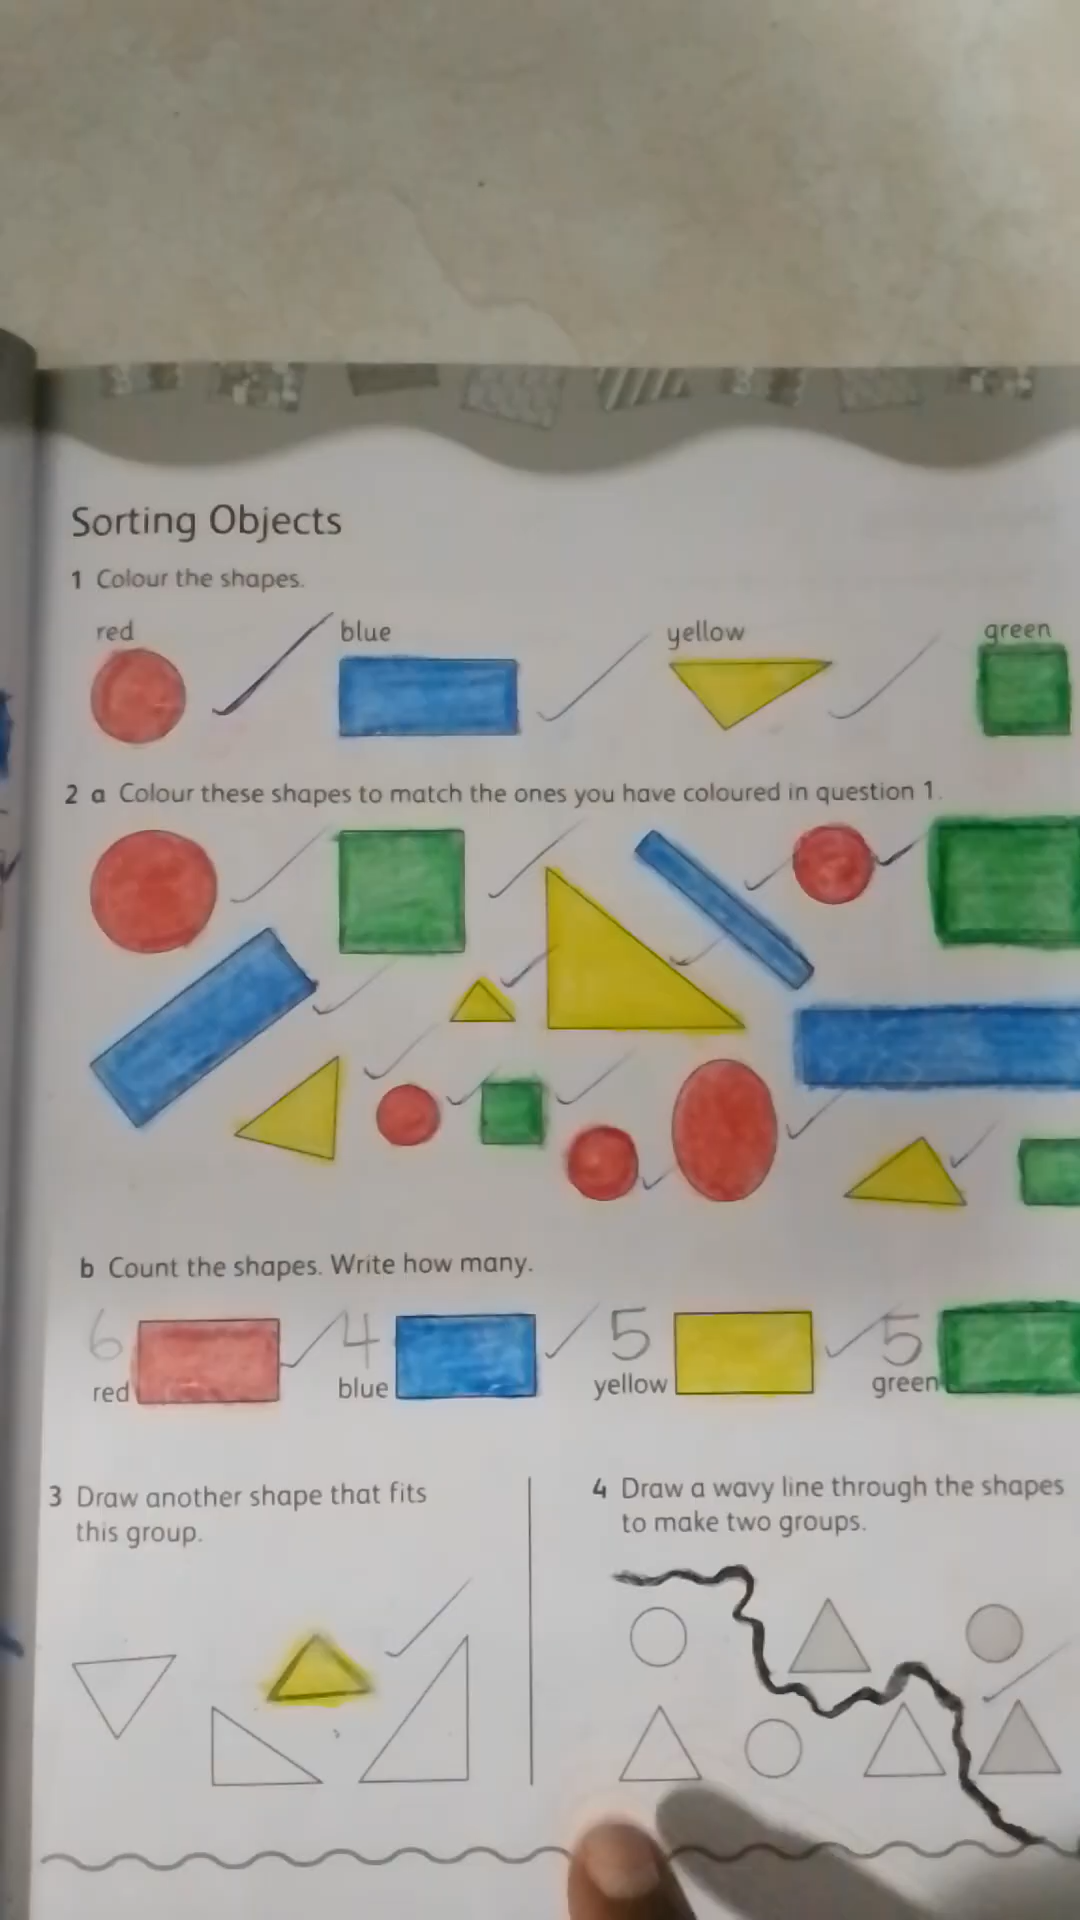 Sorting Objects
1 Colour the shapes.
red blue yellow green
2 a Colour these shapes to match the ones you have coloured in question 1.
b Count the shapes. Write how many.
6 4 5 5
red blue yellow green
3 Draw another shape that fits
this group.
4 Draw a wavy line through the shapes
to make two groups.